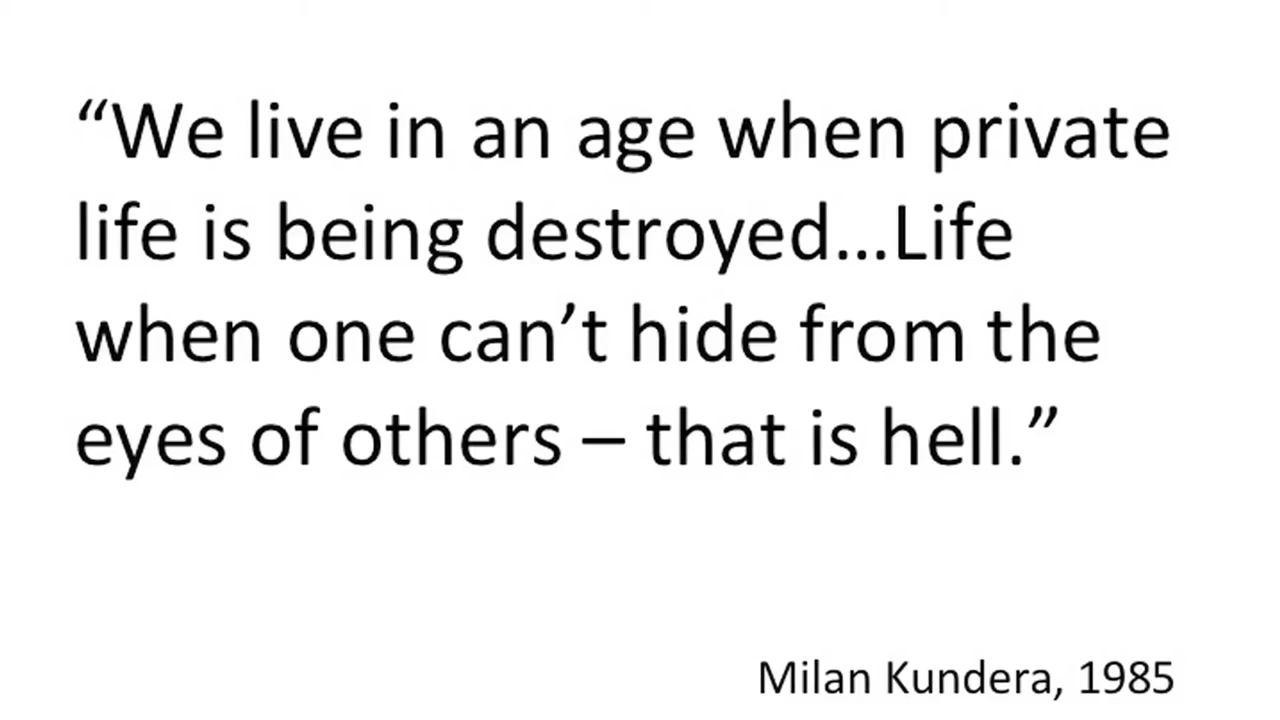 “We live in an age when private
life is being destroyed...Life
when one can’t hide from the
eyes of others – that is hell.”
Milan Kundera, 1985